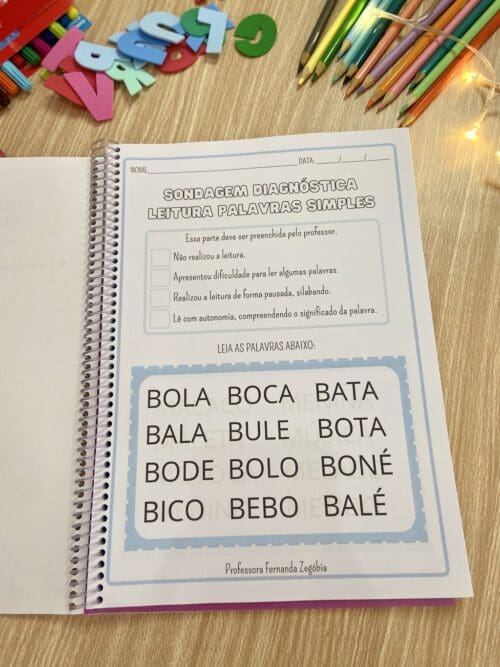 NOME: DATA: / /
SONDAGEM DIAGNÓSTICA
LEITURA PALAVRAS SIMPLES
Essa parte deve ser preenchida pelo professor.
Não realizou a leitura.
Apresentou dificuldade para ler algumas palavras.
Realizou a leitura de forma pausada, silabando.
Lê com autonomia, compreendendo o significado da palavra.
LEIA AS PALAVRAS ABAIXO:
BOLA BOCA BATA
BALA BULE BOTA
BODE BOLO BONÉ
BICO BEBO BALÉ
Professora Fernanda Zegóbia